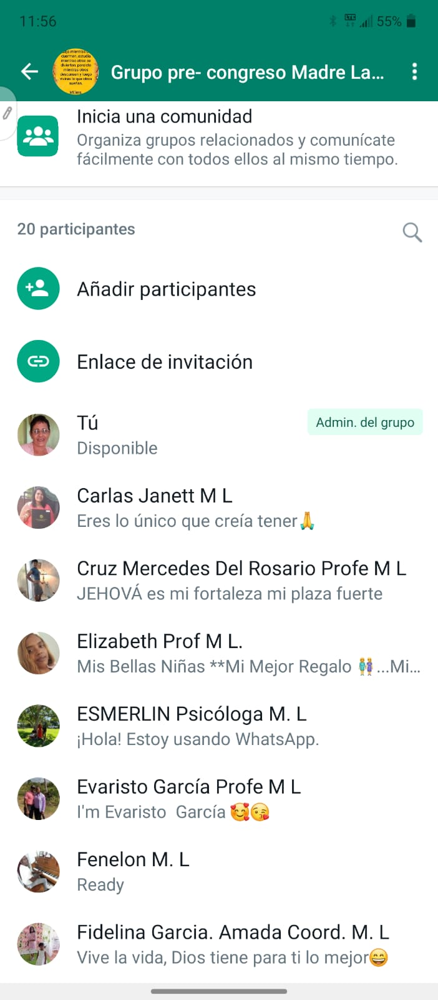 11:56
LTE
55%
Grupo pre- congreso Madre La...
Inicia una comunidad
Organiza grupos relacionados y comunícate
fácilmente con todos ellos al mismo tiempo.
20 participantes
Añadir participantes
Enlace de invitación
Tú
Admin. del grupo
Disponible
Carlas Janett M L
Eres lo único que creía tener🙏
Cruz Mercedes Del Rosario Profe M L
JEHOVÁ es mi fortaleza mi plaza fuerte
Elizabeth Prof M L.
Mis Bellas Niñas **Mi Mejor Regalo 👭...Mi...
ESMERLIN Psicóloga M. L
¡Hola! Estoy usando WhatsApp.
Evaristo García Profe M L
I'm Evaristo  García 🥰😘
Fenelon M. L
Ready
Fidelina Garcia. Amada Coord. M. L
Vive la vida, Dios tiene para ti lo mejor😄